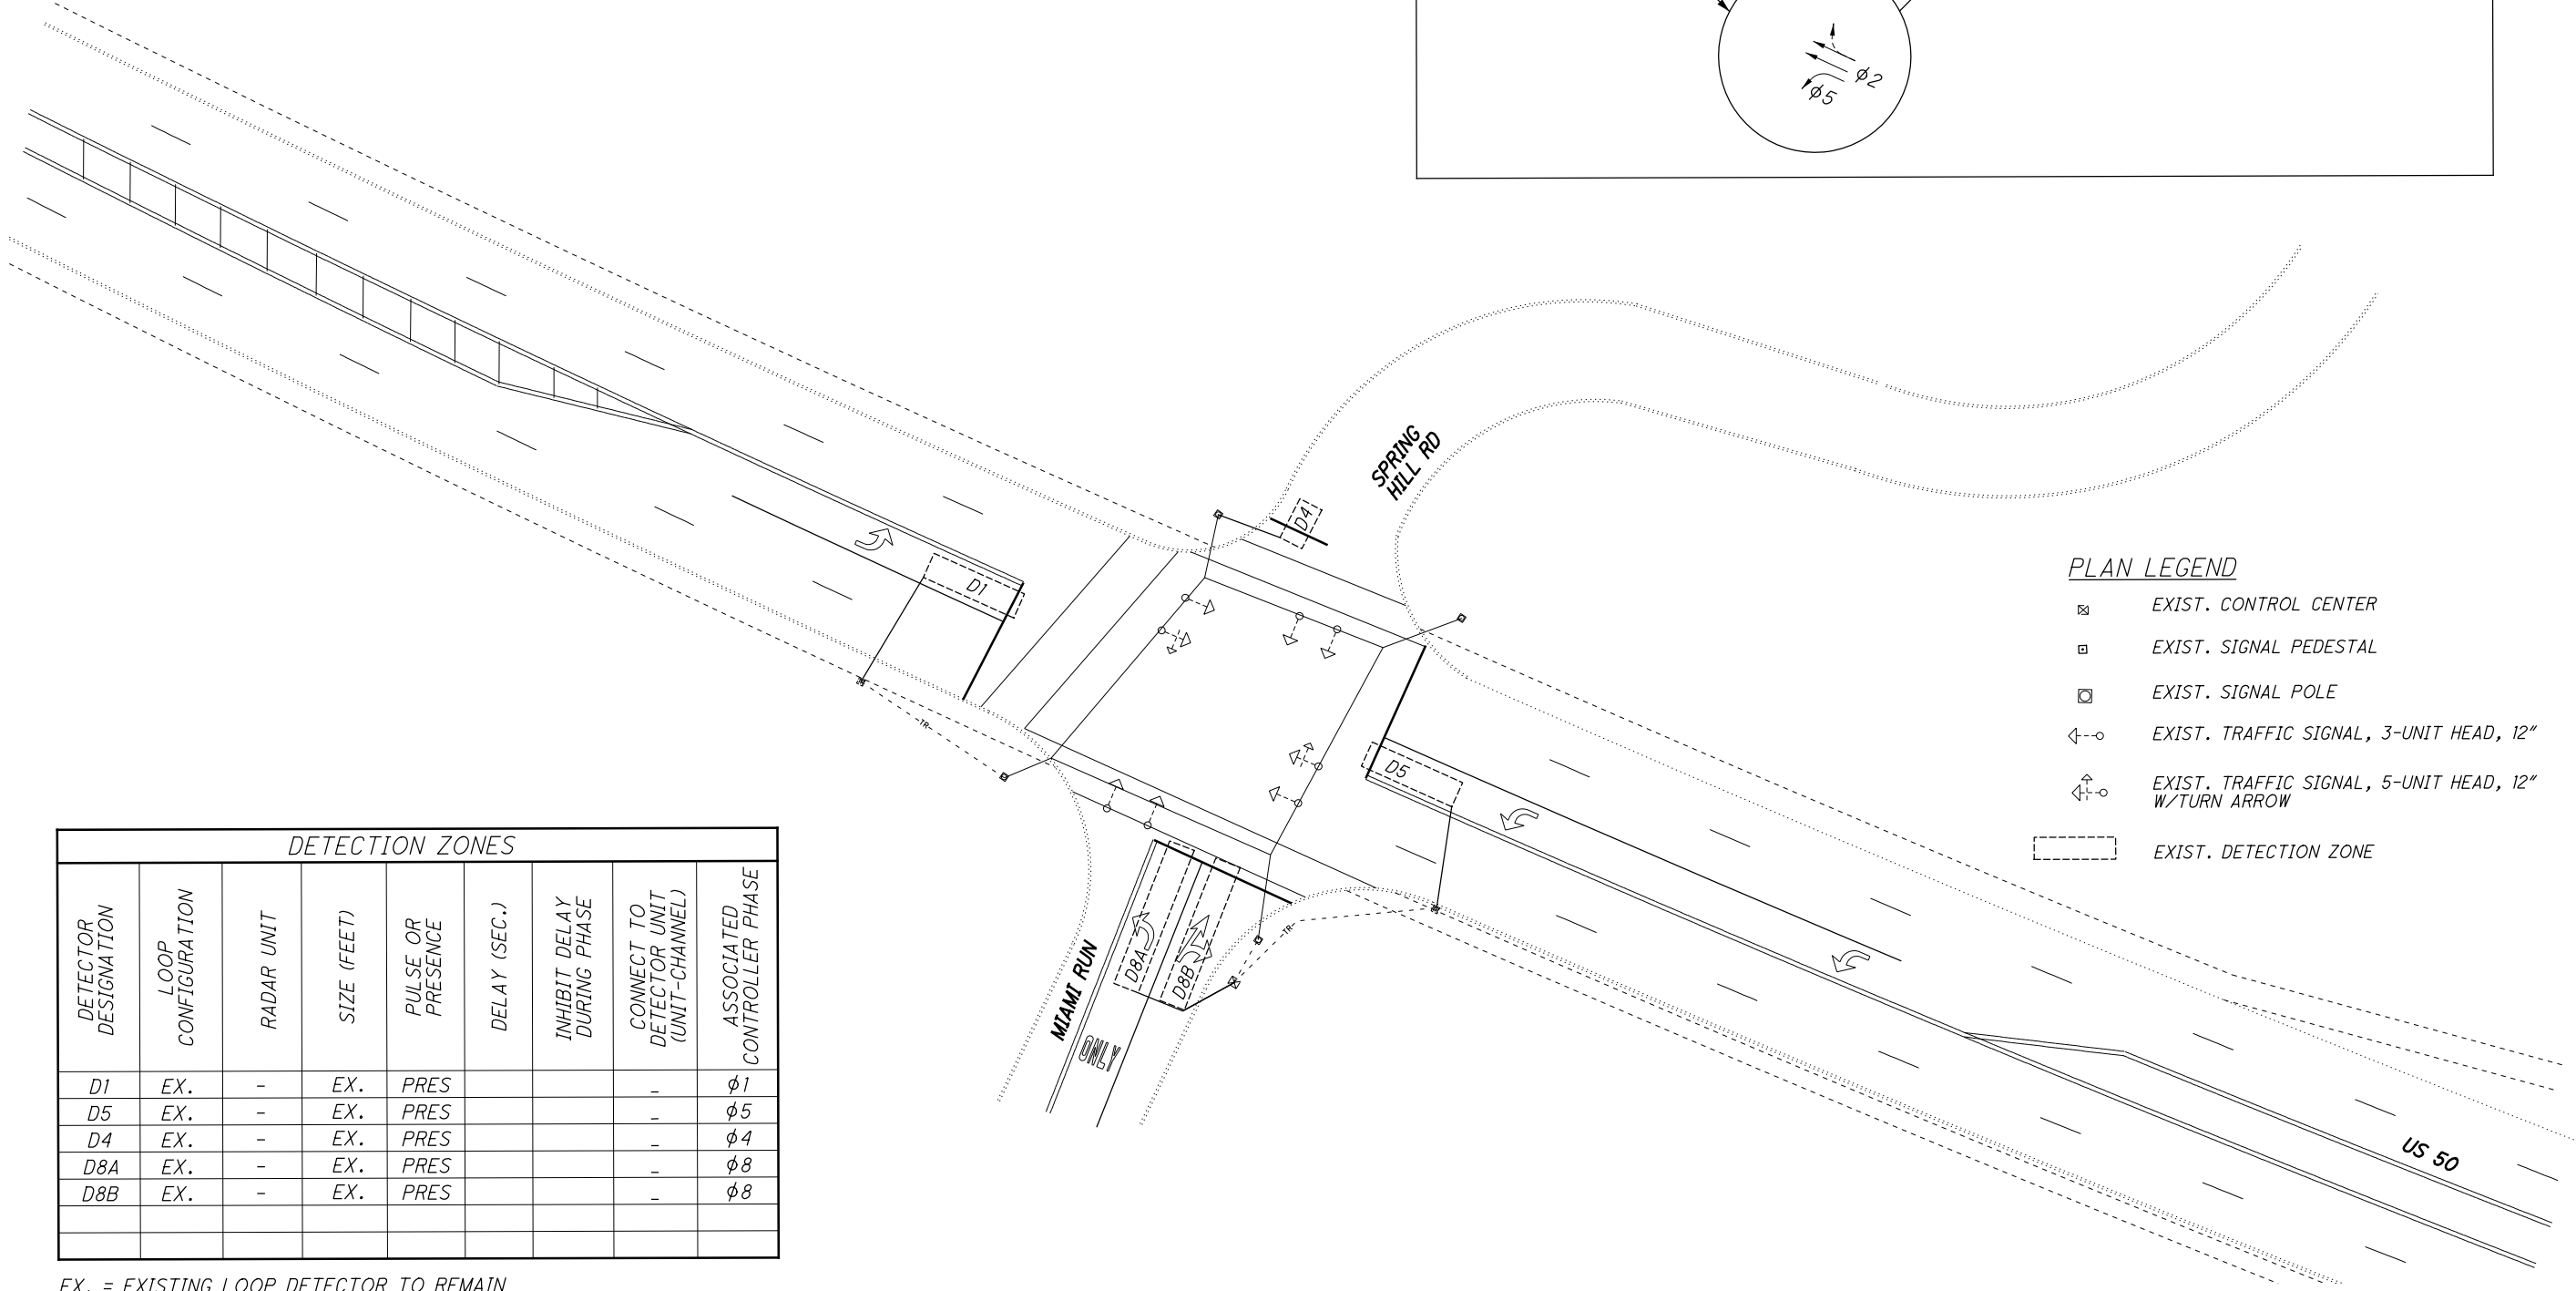 ϕ2
ϕ5
SPRING
HILL RD
D4
D1
D5
TR
TR
D8A
D8B
MIAMI RUN
ONLY
US 50
PLAN LEGEND
EXIST. CONTROL CENTER
EXIST. SIGNAL PEDESTAL
EXIST. SIGNAL POLE
EXIST. TRAFFIC SIGNAL, 3-UNIT HEAD, 12"
EXIST. TRAFFIC SIGNAL, 5-UNIT HEAD, 12"
W/TURN ARROW
EXIST. DETECTION ZONE
DETECTION ZONES
DETECTOR
DESIGNATION
LOOP
CONFIGURATION
RADAR UNIT
SIZE (FEET)
PULSE OR
PRESENCE
DELAY (SEC.)
INHIBIT DELAY
DURING PHASE
CONNECT TO
DETECTOR UNIT
(UNIT-CHANNEL)
ASSOCIATED
CONTROLLER PHASE
D1 EX. - EX. PRES _ ϕ1
D5 EX. - EX. PRES _ ϕ5
D4 EX. - EX. PRES _ ϕ4
D8A EX. - EX. PRES _ ϕ8
D8B EX. - EX. PRES _ ϕ8
EX. = EXISTING LOOP DETECTOR TO REMAIN